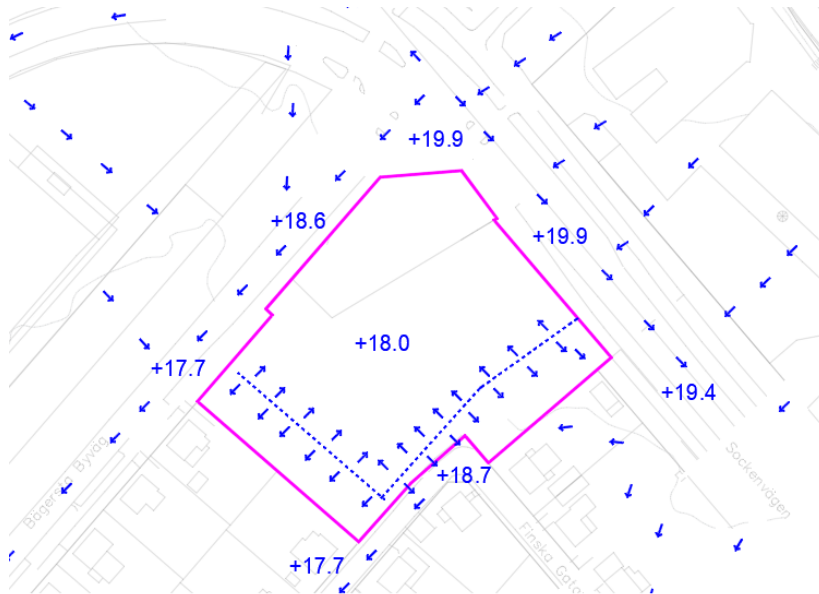 +19.9
+18.6
+19.9
+18.0
+17.7
+19.4
+18.7
+17.7
Bägersta Byväg
Sockenvägen
Finska Gatan